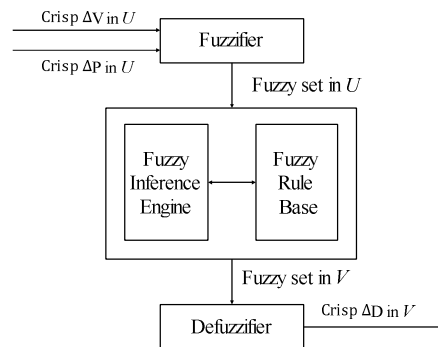 Crisp ΔV in U
Fuzzifier
Crisp ΔP in U
Fuzzy set in U
Fuzzy
Inference
Engine
Fuzzy
Rule
Base
Fuzzy set in V
Crisp ΔD in V
Defuzzifier